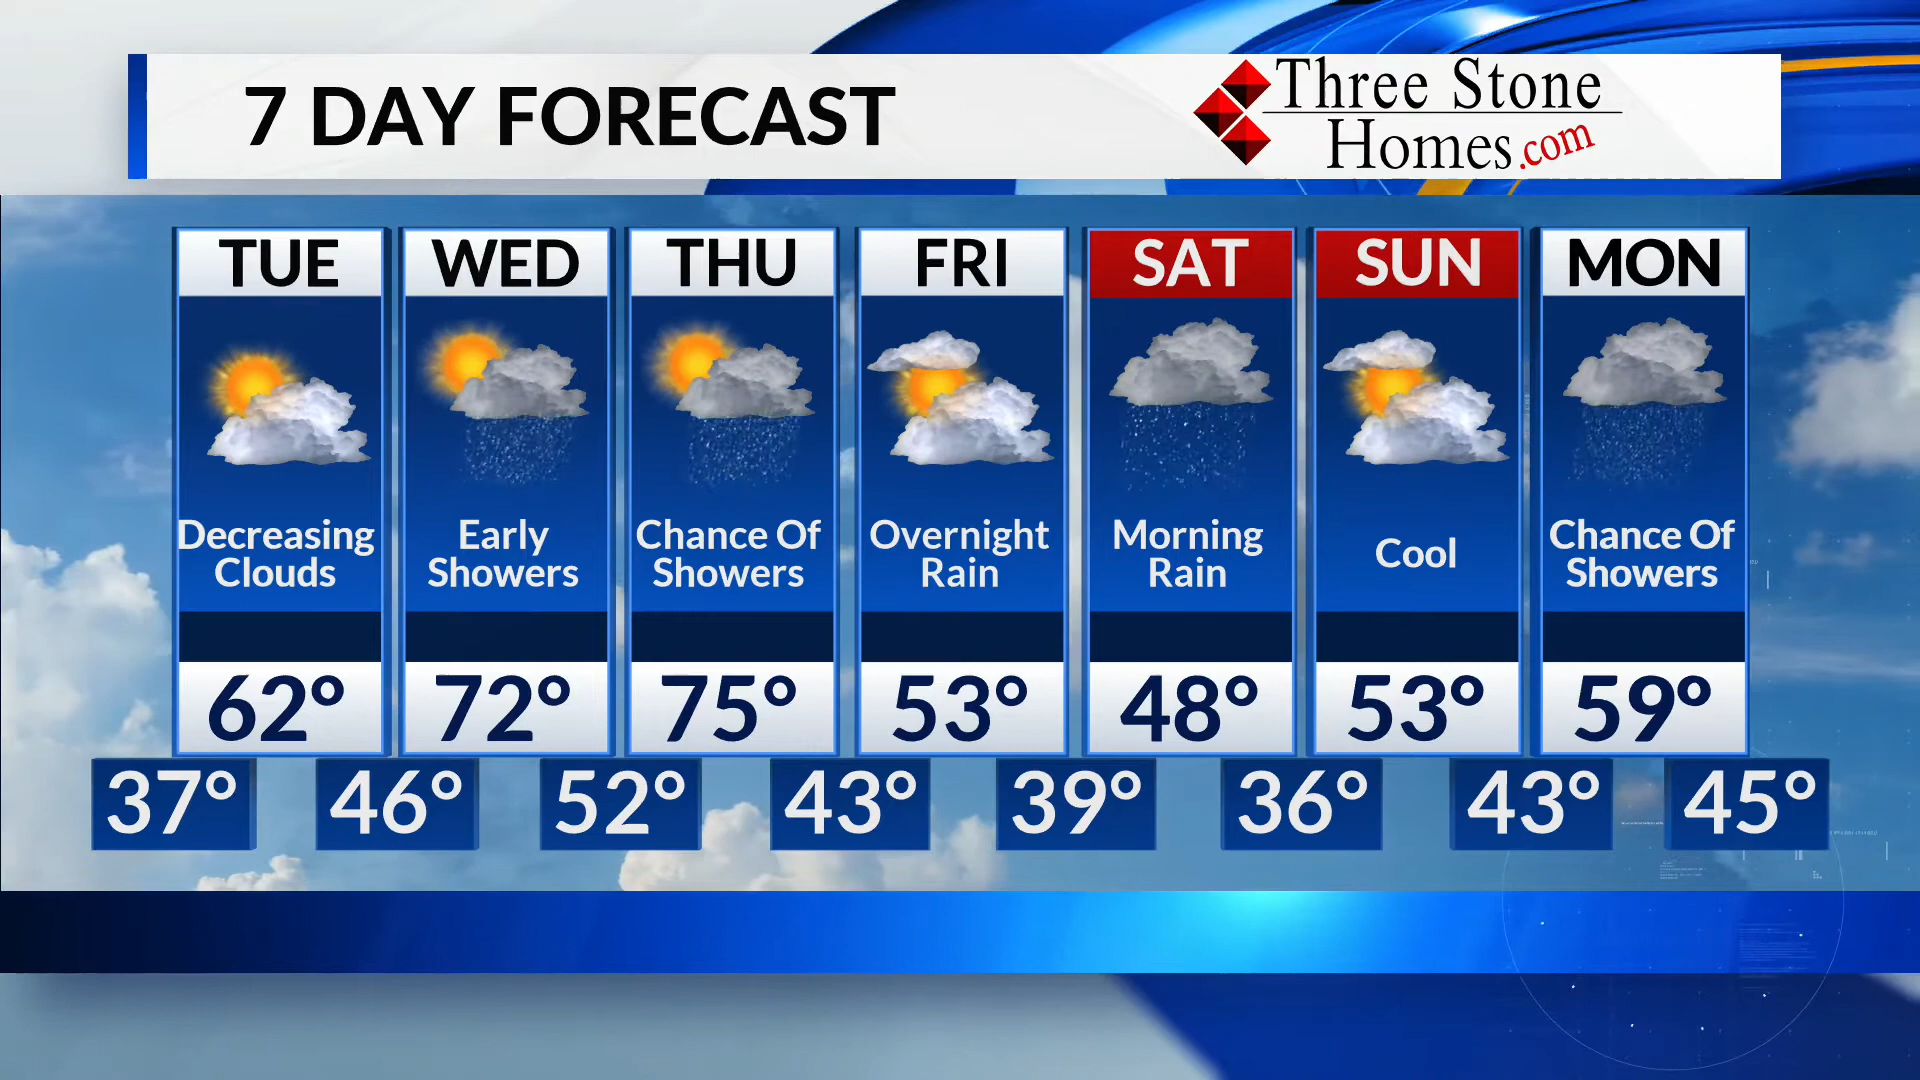 7 DAY FORECAST
Three Stone
Homes.com
TUE WED THU FRI SAT SUN MON
Decreasing
Clouds
Early
Showers
Chance Of
Showers
Overnight
Rain
Morning
Rain
Cool
Chance Of
Showers
62° 72° 75° 53° 48° 53° 59°
37° 46° 52° 43° 39° 36° 43° 45°